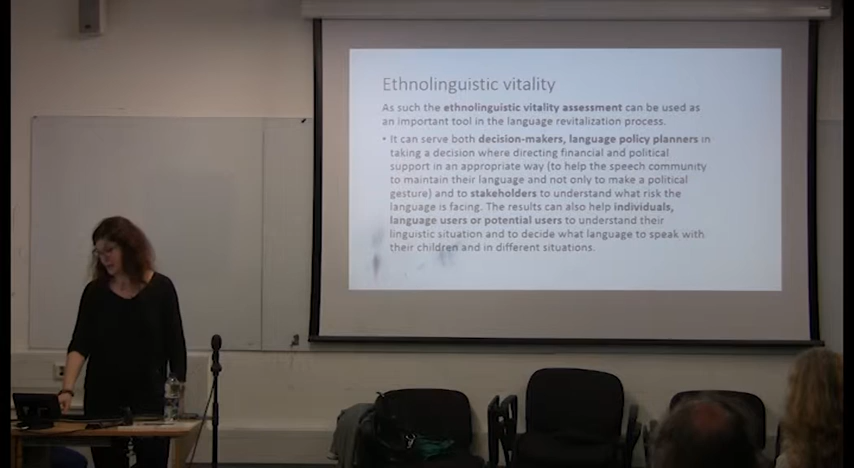 Ethnolinguistic vitality
As such the ethnolinguistic vitality assessment can be used as
an important tool in the language revitalization process.
• It can serve both decision-makers, language policy planners in
taking a decision where directing financial and political
support in an appropriate way (to help the speech community
to maintain their language and not only to make a political
gesture) and to stakeholders to understand what risk the
language is facing. The results can also help individuals,
language users or potential users to understand their
linguistic situation and to decide what language to speak with
their children and in different situations.